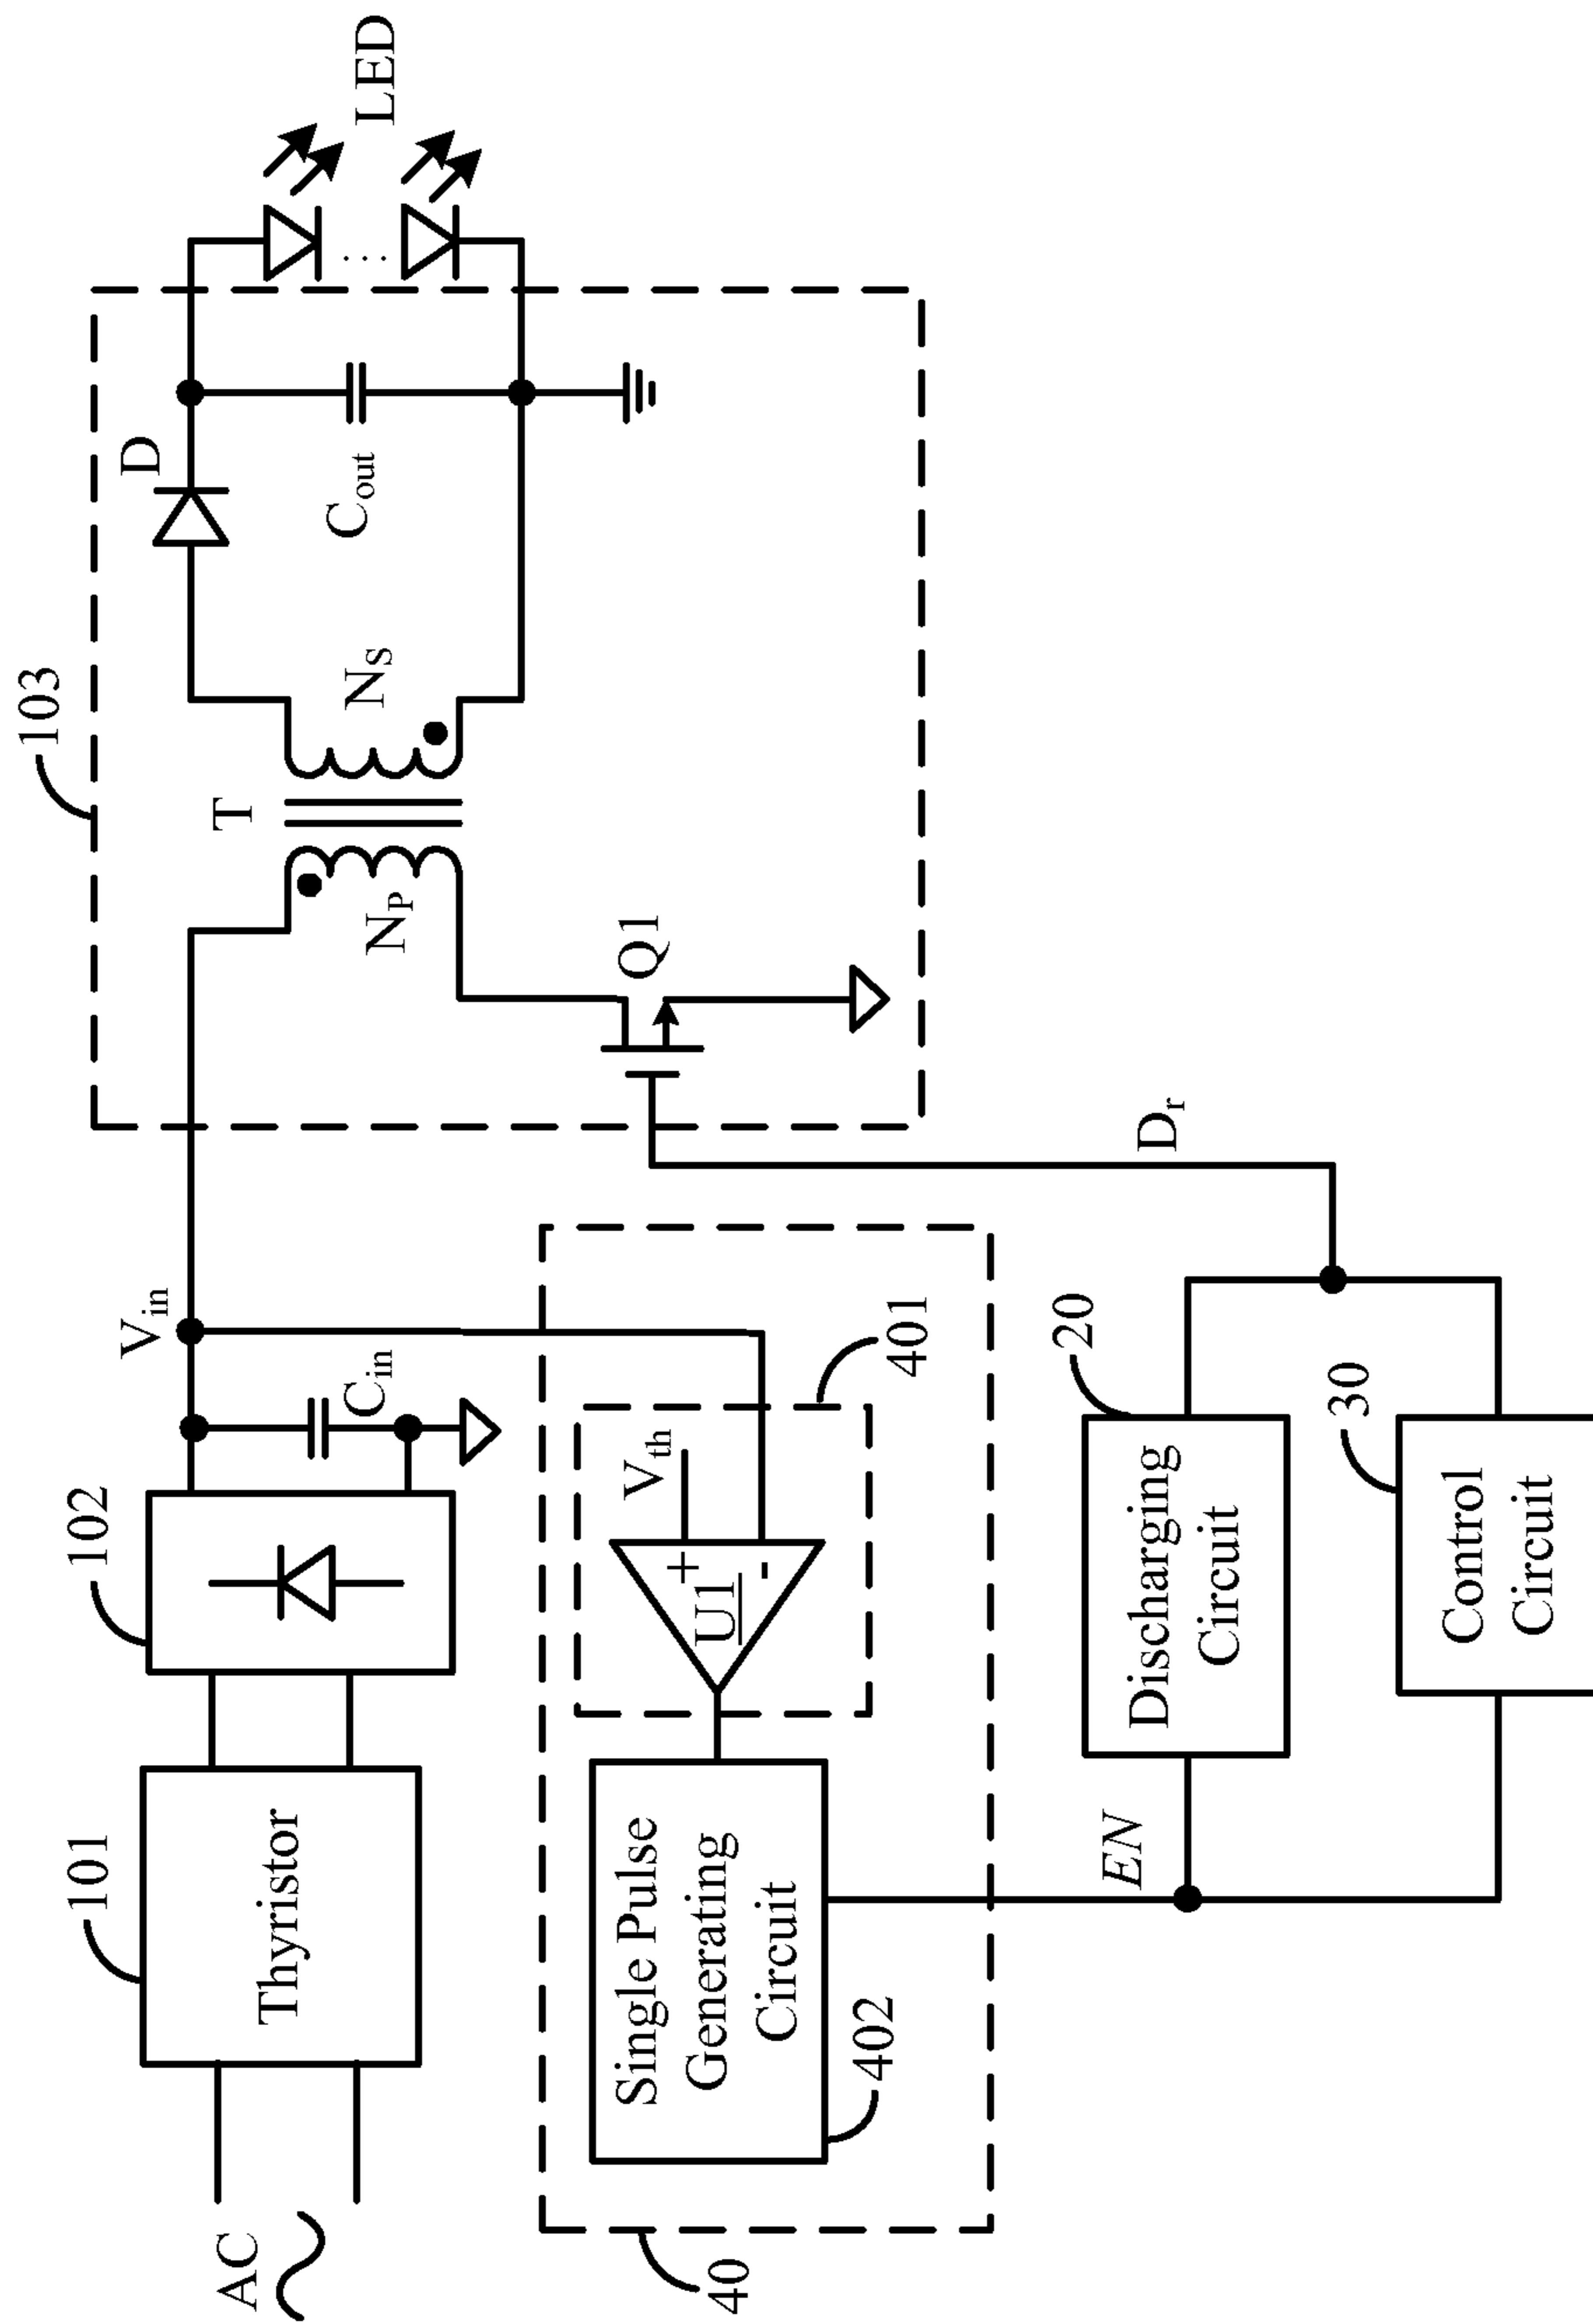 103
D
LED
T
N_P
N_S
C_out
Q1
AC
101
Thyristor
102
V_in
C_in
40
Single Pulse
Generating
Circuit
402
U1
+
-
V_th
401
D_r
EN
20
Discharging
Circuit
30
Control
Circuit